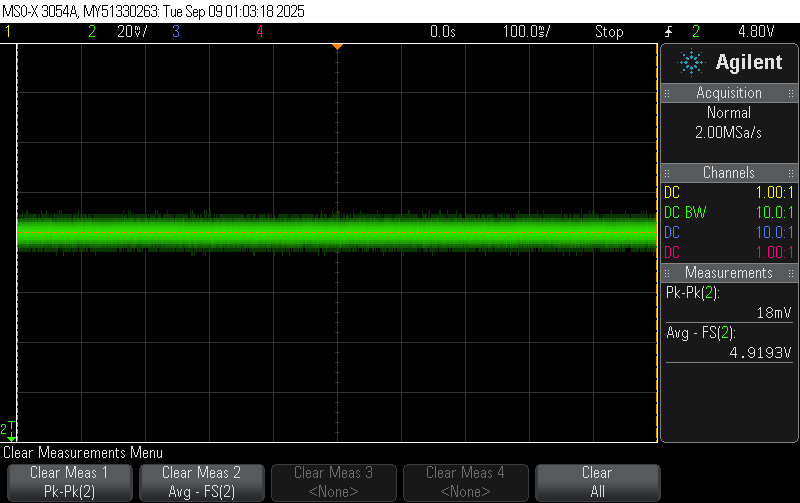 MSO-X 3054A, MY51330263: Tue Sep 09 01:03:18 2025
1 2 20mV/ 3 4 0.0s 100.0ms/ Stop 2 4.80V
Agilent
Acquisition
Normal
2.00MSa/s
Channels
DC 1.00:1
DC BW 10.0:1
DC 10.0:1
DC 1.00:1
Measurements
Pk-Pk(2):
18mV
Avg - FS(2):
4.9193V
2
Clear Measurements Menu
Clear Meas 1
Pk-Pk(2)
Clear Meas 2
Avg - FS(2)
Clear Meas 3
<None>
Clear Meas 4
<None>
Clear
All